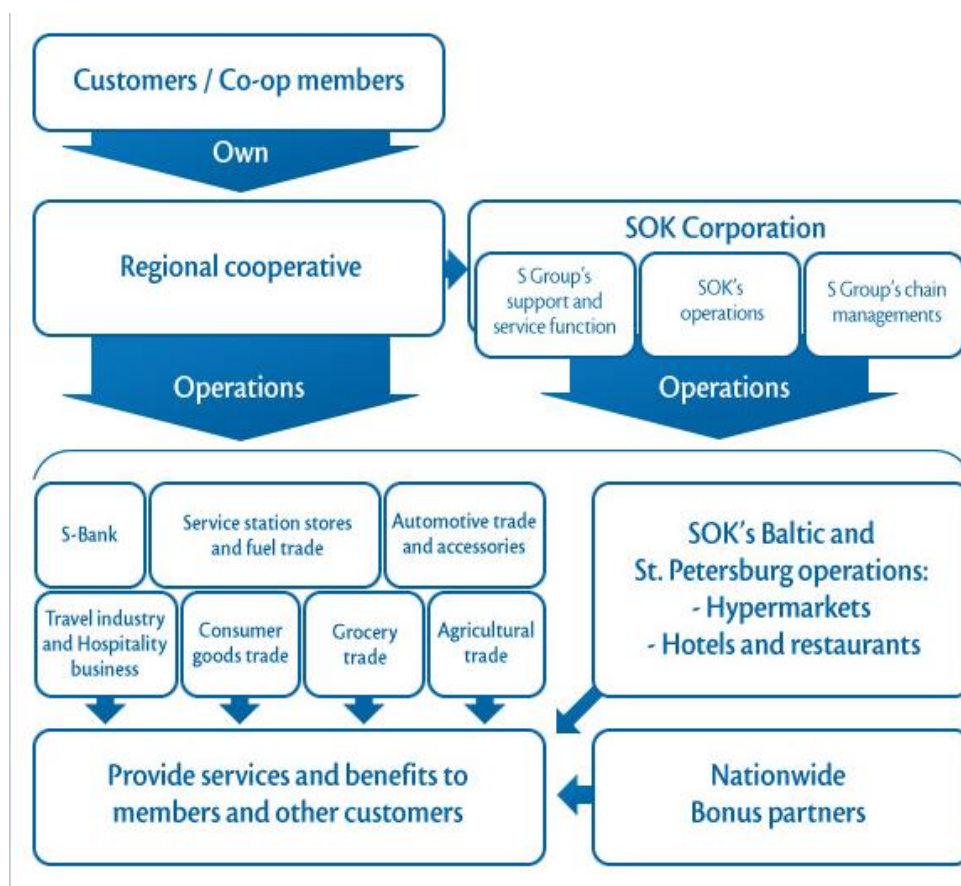 Customers / Co-op members
Own
Regional cooperative
SOK Corporation
S Group's
support and
service function
SOK's
operations
S Group's chain
managements
Operations
Operations
S-Bank
Service station stores
and fuel trade
Automotive trade
and accessories
Travel industry
and Hospitality
business
Consumer
goods trade
Grocery
trade
Agricultural
trade
SOK's Baltic and
St. Petersburg operations:
- Hypermarkets
- Hotels and restaurants
Provide services and benefits to
members and other customers
Nationwide
Bonus partners